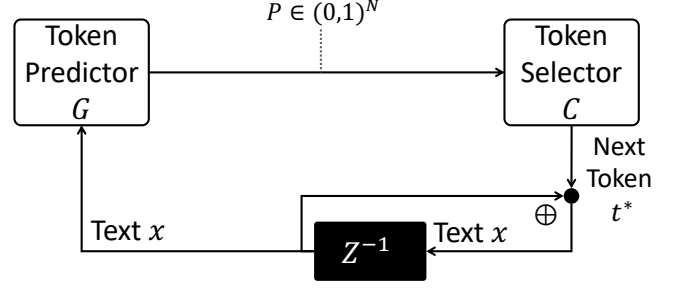 P ∈ (0,1)^N
Token
Predictor
G
Token
Selector
C
Next
Token
t*
⊕
Text x
Z⁻¹
Text x